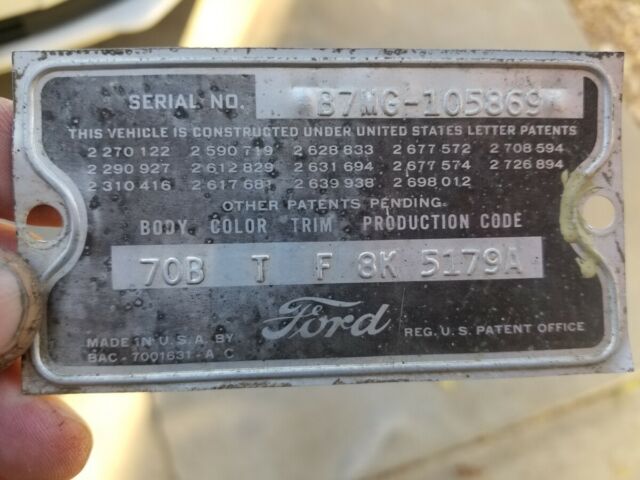 SERIAL NO. B7MG-105869
THIS VEHICLE IS CONSTRUCTED UNDER UNITED STATES LETTER PATENTS
2 270 122 2 590 719 2 628 833 2 677 572 2 708 594
2 290 927 2 612 829 2 631 694 2 677 574 2 726 894
2 310 416 2 617 681 2 639 938 2 698 012
OTHER PATENTS PENDING
BODY COLOR TRIM PRODUCTION CODE
70B T F 8K 5179A
MADE IN U.S.A. BY Ford REG. U.S. PATENT OFFICE
BAC-7001631-A C